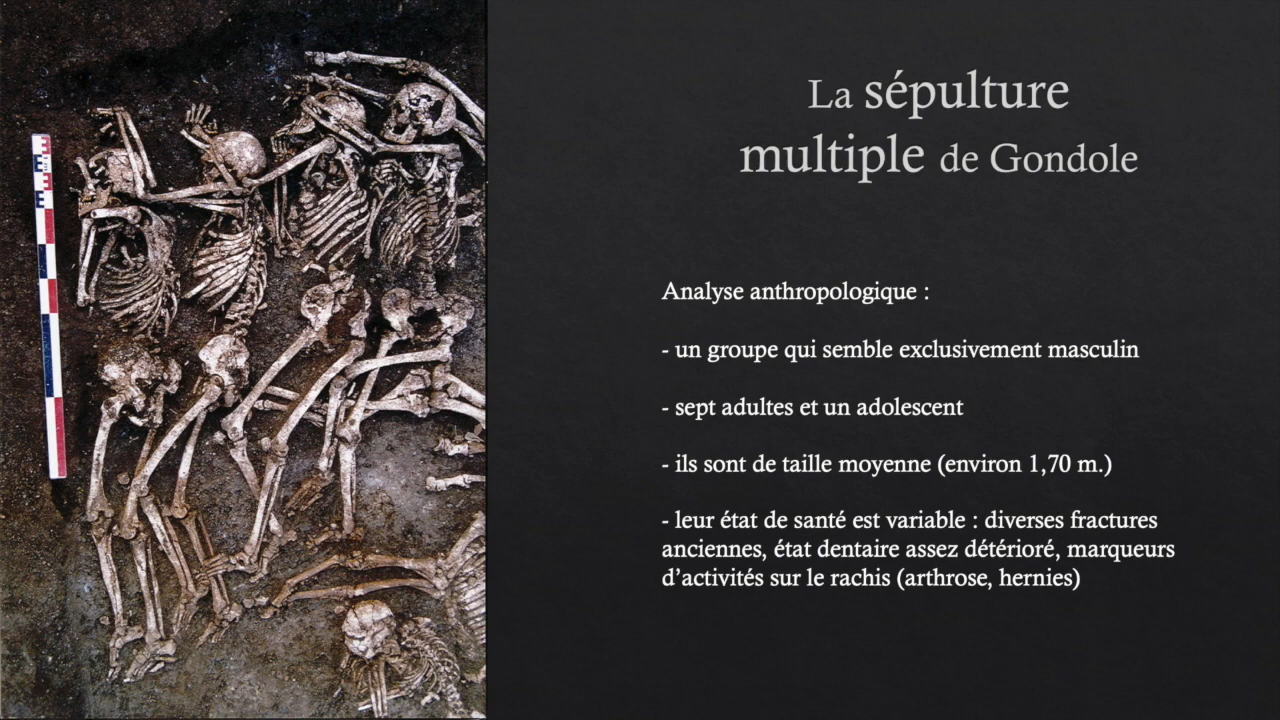 La sépulture
multiple de Gondole
Analyse anthropologique :
- un groupe qui semble exclusivement masculin
- sept adultes et un adolescent
- ils sont de taille moyenne (environ 1,70 m.)
- leur état de santé est variable : diverses fractures
anciennes, état dentaire assez détérioré, marqueurs
d’activités sur le rachis (arthrose, hernies)